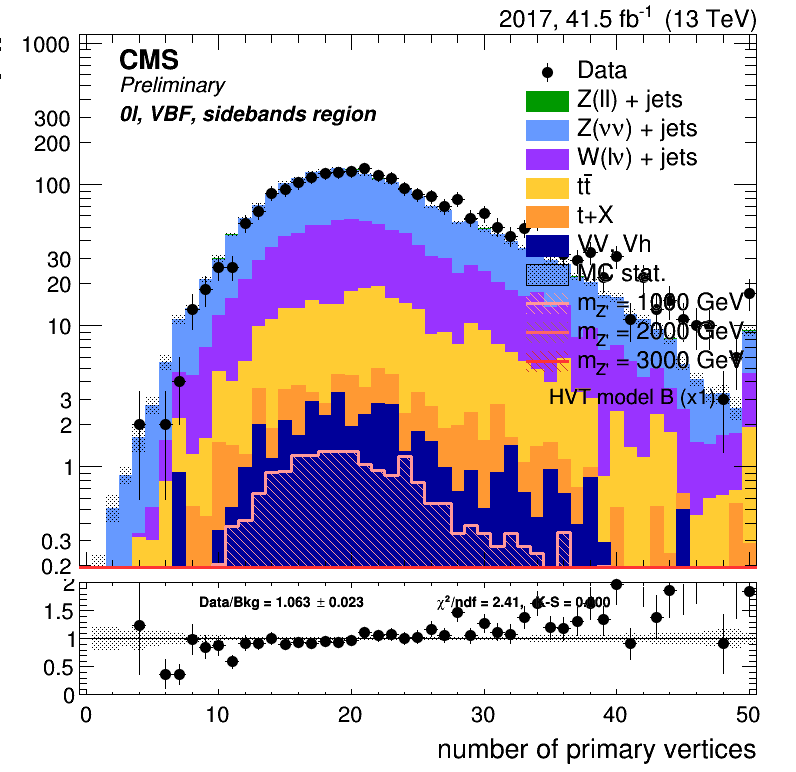 2017, 41.5 fb⁻¹ (13 TeV)
CMS
Preliminary
0l, VBF, sidebands region
Data
Z(ll) + jets
Z(νν) + jets
W(lν) + jets
tt̄
t+X
VV, Vh
MC stat.
m_Z' = 1000 GeV
m_Z' = 2000 GeV
m_Z' = 3000 GeV
HVT model B (x1)
1000
300
200
100
30
20
10
3
2
1
0.3
0.2
Data/Bkg = 1.063 ± 0.023
χ²/ndf = 2.41, K-S = 0.000
2
1.5
1
0.5
0
0 10 20 30 40 50
number of primary vertices